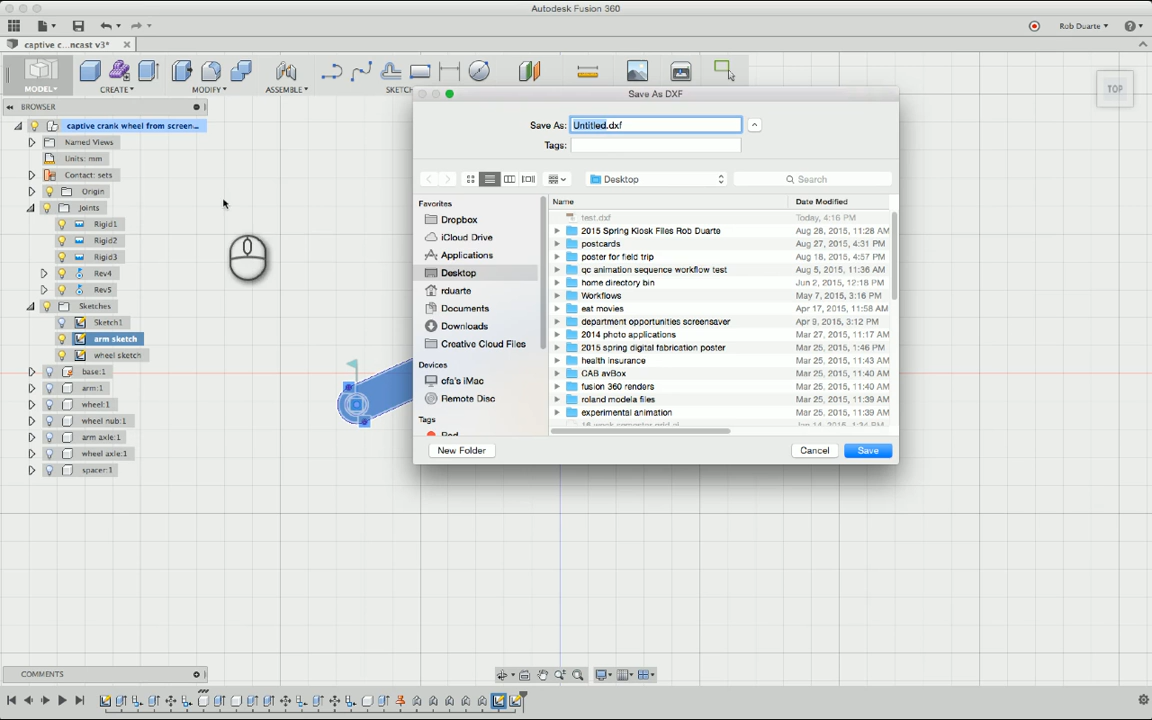 Autodesk Fusion 360
Rob Duarte
captive c...ncast v3*
MODEL
CREATE
MODIFY
ASSEMBLE
SKETCH
TOP
BROWSER
captive crank wheel from screen...
Named Views
Units: mm
Contact: sets
Origin
Joints
Rigid1
Rigid2
Rigid3
Rev4
Rev5
Sketches
Sketch1
arm sketch
wheel sketch
base:1
arm:1
wheel:1
wheel nub:1
arm axle:1
wheel axle:1
spacer:1
Save As DXF
Save As: Untitled.dxf
Tags:
Desktop
Search
Favorites
Dropbox
iCloud Drive
Applications
Desktop
rduarte
Documents
Downloads
Creative Cloud Files
Devices
cfa's iMac
Remote Disc
Tags
Red
Name Date Modified
test.dxf Today, 4:16 PM
2015 Spring Kiosk Files Rob Duarte Aug 28, 2015, 11:28 AM
postcards Aug 27, 2015, 4:31 PM
poster for field trip Aug 18, 2015, 4:57 PM
qc animation sequence workflow test Aug 5, 2015, 11:36 AM
home directory bin Jun 2, 2015, 12:18 PM
Workflows May 7, 2015, 3:16 PM
eat movies Apr 17, 2015, 11:58 AM
department opportunities screensaver Apr 9, 2015, 3:12 PM
2014 photo applications Mar 27, 2015, 11:17 AM
2015 spring digital fabrication poster Mar 25, 2015, 1:46 PM
health insurance Mar 25, 2015, 11:43 AM
CAB avBox Mar 25, 2015, 11:40 AM
fusion 360 renders Mar 25, 2015, 11:40 AM
roland modela files Mar 25, 2015, 11:39 AM
experimental animation Mar 25, 2015, 11:39 AM
New Folder
Cancel
Save
COMMENTS